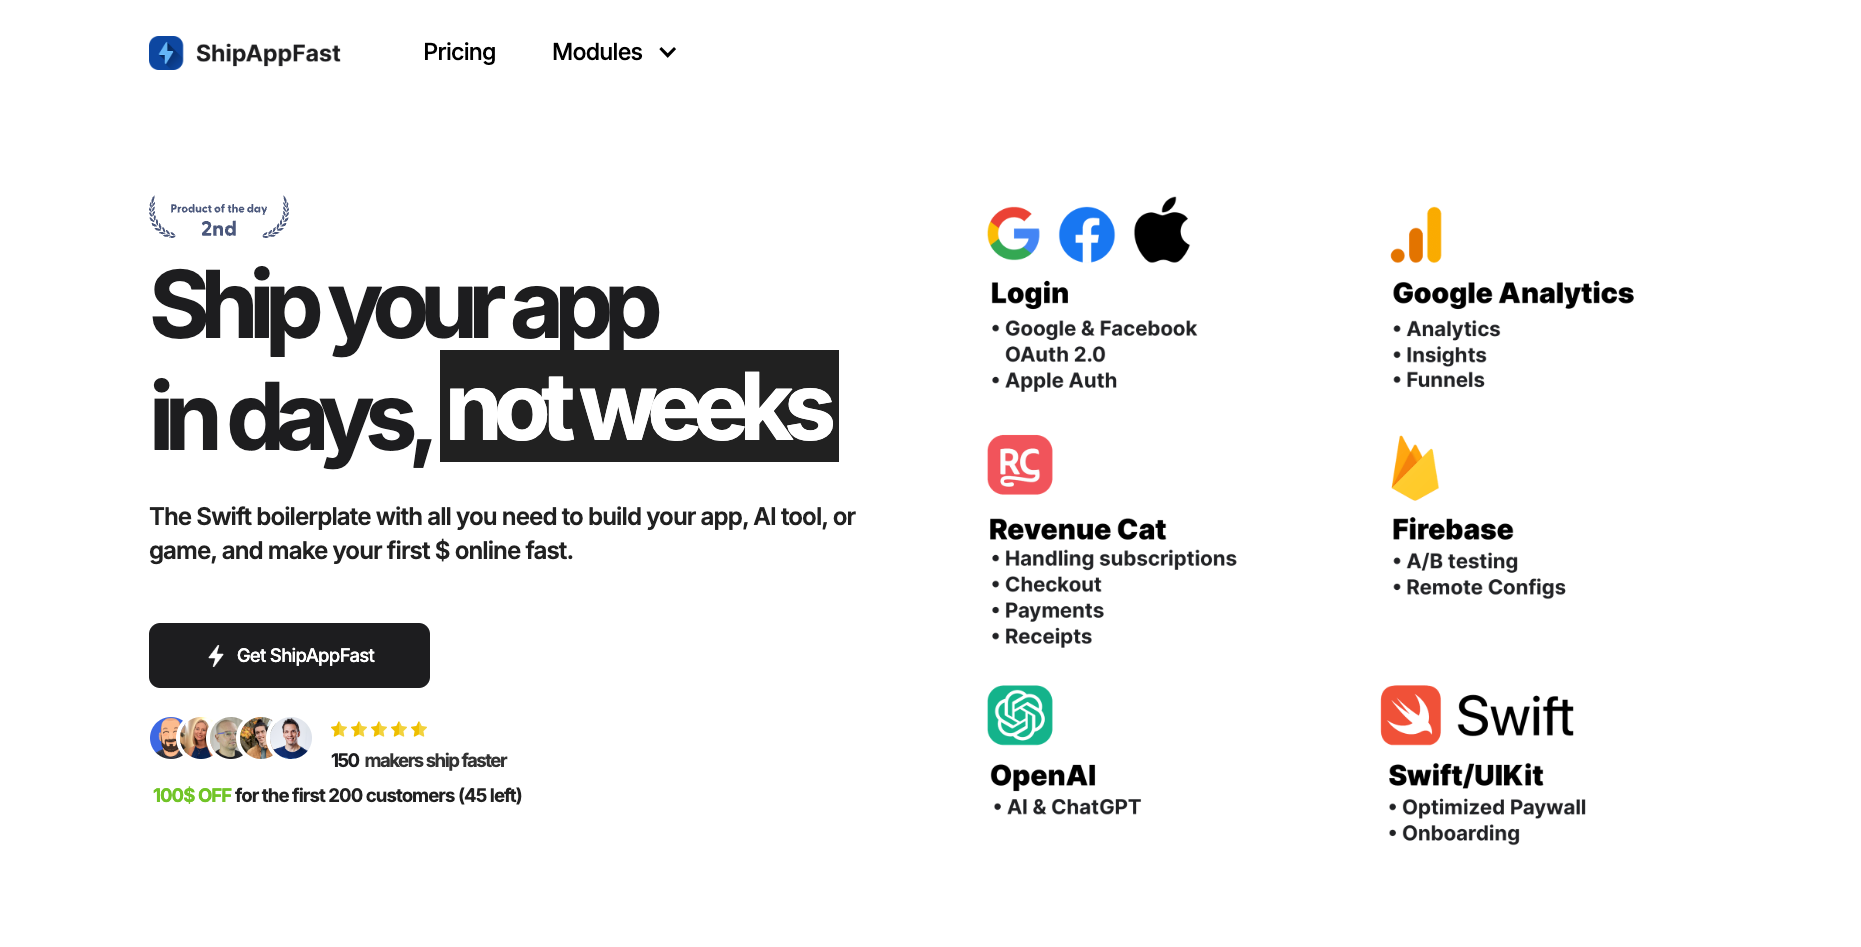 ShipAppFast
Pricing
Modules
Product of the day
2nd
Ship your app
in days, not weeks
The Swift boilerplate with all you need to build your app, AI tool, or
game, and make your first $ online fast.
Get ShipAppFast
150 makers ship faster
100$ OFF for the first 200 customers (45 left)
Login
• Google & Facebook
OAuth 2.0
• Apple Auth
Google Analytics
• Analytics
• Insights
• Funnels
RC
Revenue Cat
• Handling subscriptions
• Checkout
• Payments
• Receipts
Firebase
• A/B testing
• Remote Configs
OpenAI
• AI & ChatGPT
Swift
Swift/UIKit
• Optimized Paywall
• Onboarding